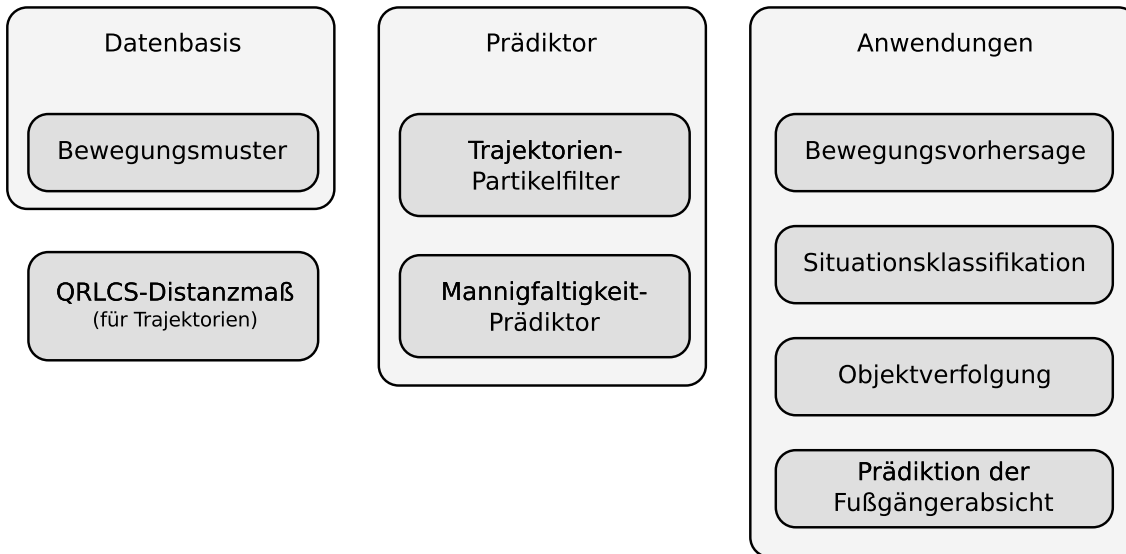 Datenbasis
Bewegungsmuster
QRLCS-Distanzmaß
(für Trajektorien)
Prädiktor
Trajektorien-
Partikelfilter
Mannigfaltigkeit-
Prädiktor
Anwendungen
Bewegungsvorhersage
Situationsklassifikation
Objektverfolgung
Prädiktion der
Fußgängerabsicht